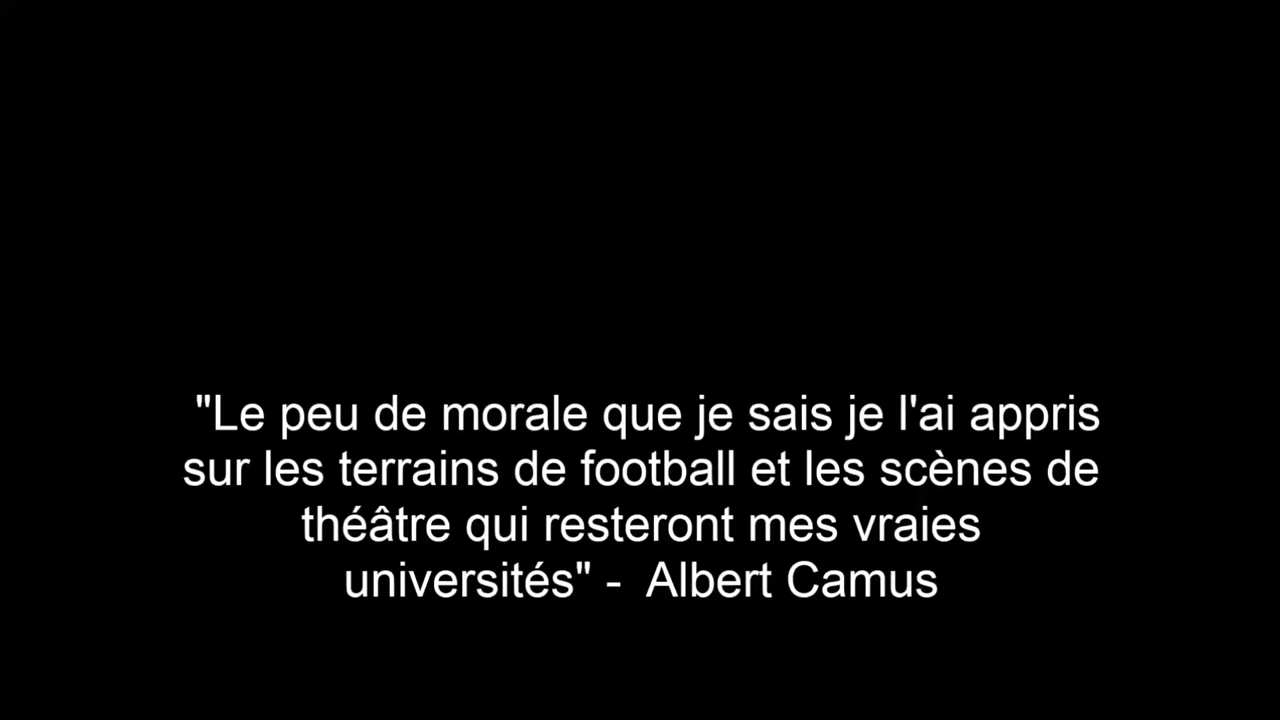 "Le peu de morale que je sais je l'ai appris
sur les terrains de football et les scènes de
théâtre qui resteront mes vraies
universités" -  Albert Camus